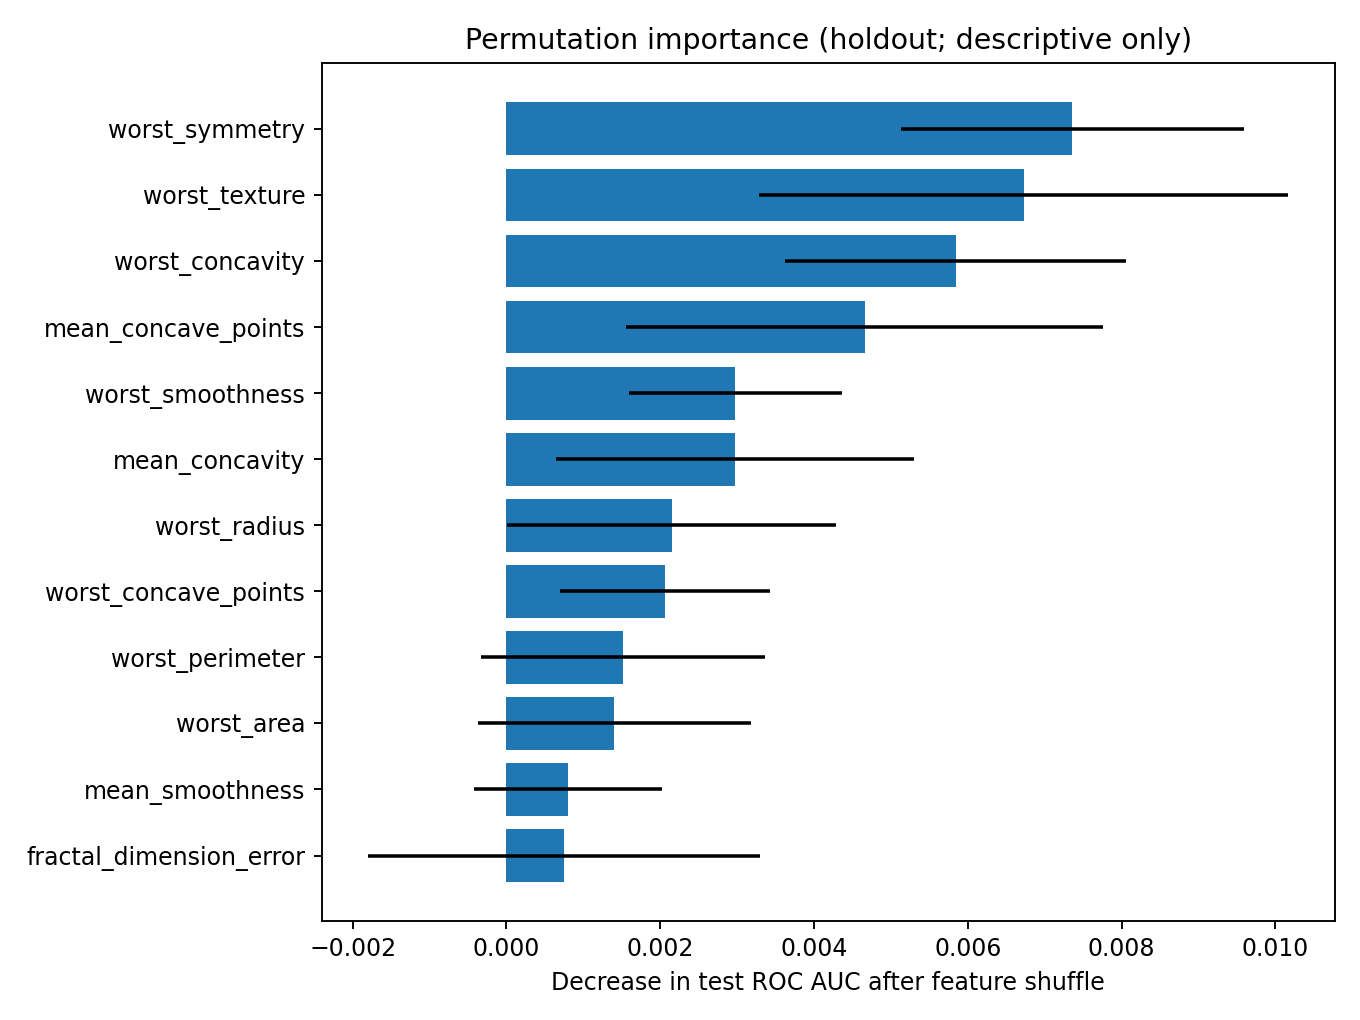 Permutation importance (holdout; descriptive only)
worst_symmetry
worst_texture
worst_concavity
mean_concave_points
worst_smoothness
mean_concavity
worst_radius
worst_concave_points
worst_perimeter
worst_area
mean_smoothness
fractal_dimension_error
−0.002 0.000 0.002 0.004 0.006 0.008 0.010
Decrease in test ROC AUC after feature shuffle